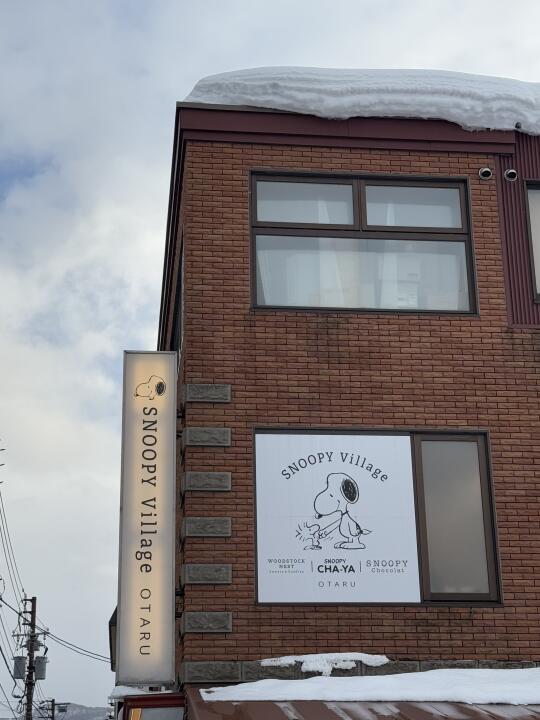 SNOOPY Village OTARU
SNOOPY Village
WOODSTOCK
NEST
SNOOPY
CHA-YA
SNOOPY
Chocolat
OTARU